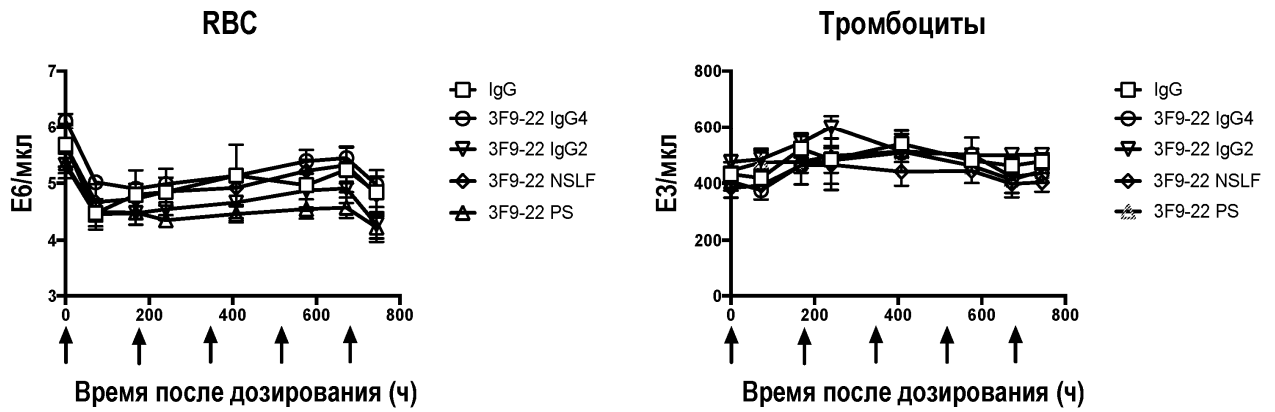 RBC
7
6
5
4
3
E6/мкл
0
200
400
600
800
Время после дозирования (ч)
IgG
3F9-22 IgG4
3F9-22 IgG2
3F9-22 NSLF
3F9-22 PS
Тромбоциты
800
600
400
200
0
E3/мкл
0
200
400
600
800
Время после дозирования (ч)
IgG
3F9-22 IgG4
3F9-22 IgG2
3F9-22 NSLF
3F9-22 PS